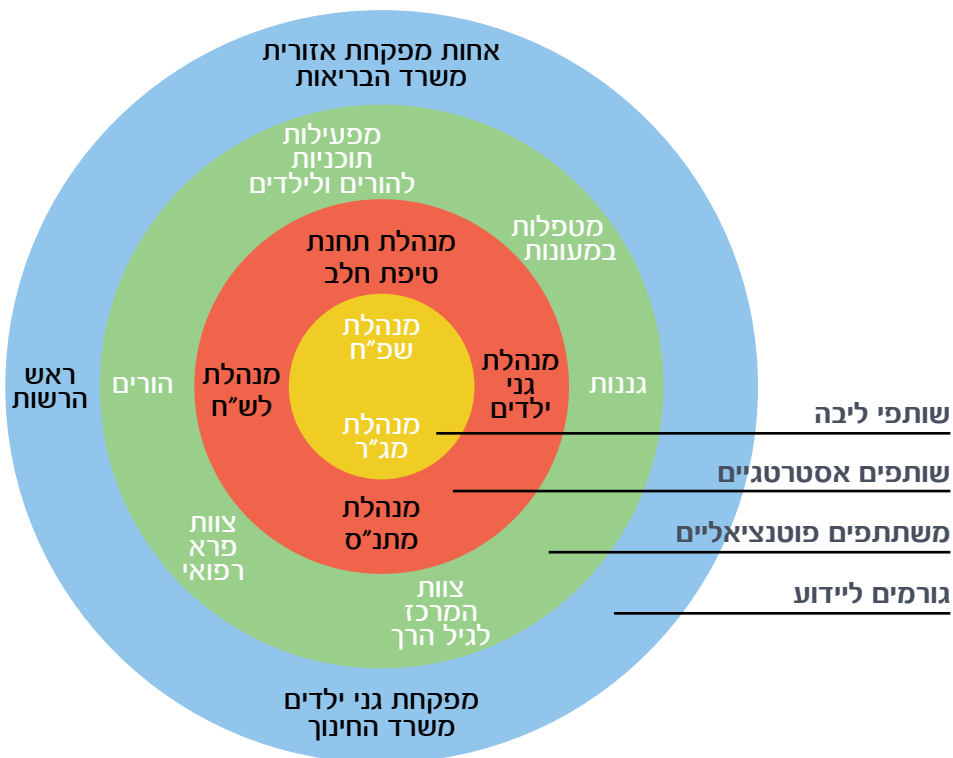 אחות מפקחת אזורית
משרד הבריאות
מפעילות
תוכניות
להורים ולילדים
מטפלות
במעונות
מנהלת תחנת
טיפת חלב
מנהלת
שפ"ח
ראש
הרשות
הורים
מנהלת
לש"ח
מנהלת
גני
ילדים
גננות
מנהלת
מג"ר
שותפי ליבה
שותפים אסטרטגיים
מנהלת
מתנ"ס
צוות
פרא
רפואי
משתתפים פוטנציאליים
צוות
המרכז
לגיל הרך
גורמים ליידוע
מפקחת גני ילדים
משרד החינוך